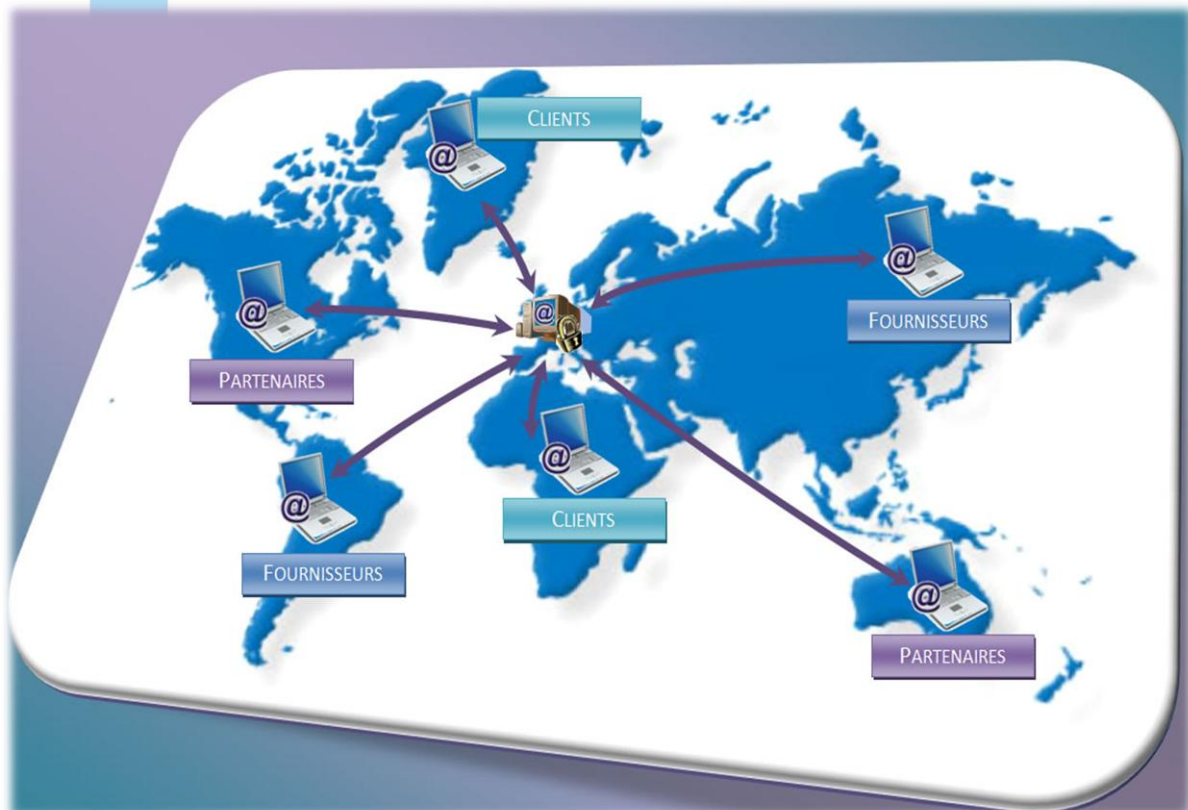 CLIENTS
@
@
FOURNISSEURS
@
@
PARTENAIRES
@
CLIENTS
@
FOURNISSEURS
@
PARTENAIRES